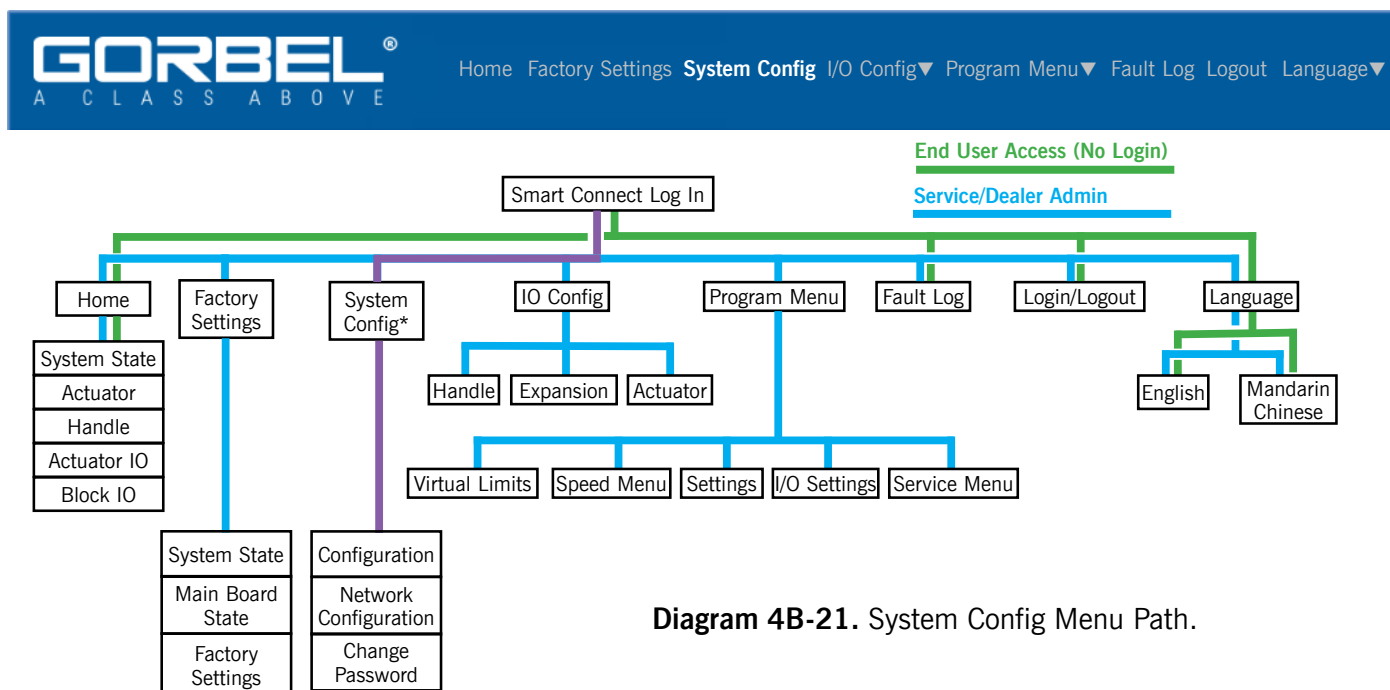 GORBEL®
A CLASS ABOVE
Home Factory Settings System Config I/O Config▼ Program Menu▼ Fault Log Logout Language▼
End User Access (No Login)
Service/Dealer Admin
Smart Connect Log In
Home
Factory
Settings
System
Config*
IO Config
Program Menu
Fault Log
Login/Logout
Language
System State
Actuator
Handle
Actuator IO
Block IO
Handle
Expansion
Actuator
English
Mandarin
Chinese
Virtual Limits
Speed Menu
Settings
I/O Settings
Service Menu
System State
Main Board
State
Factory
Settings
Configuration
Network
Configuration
Change
Password
Diagram 4B-21. System Config Menu Path.